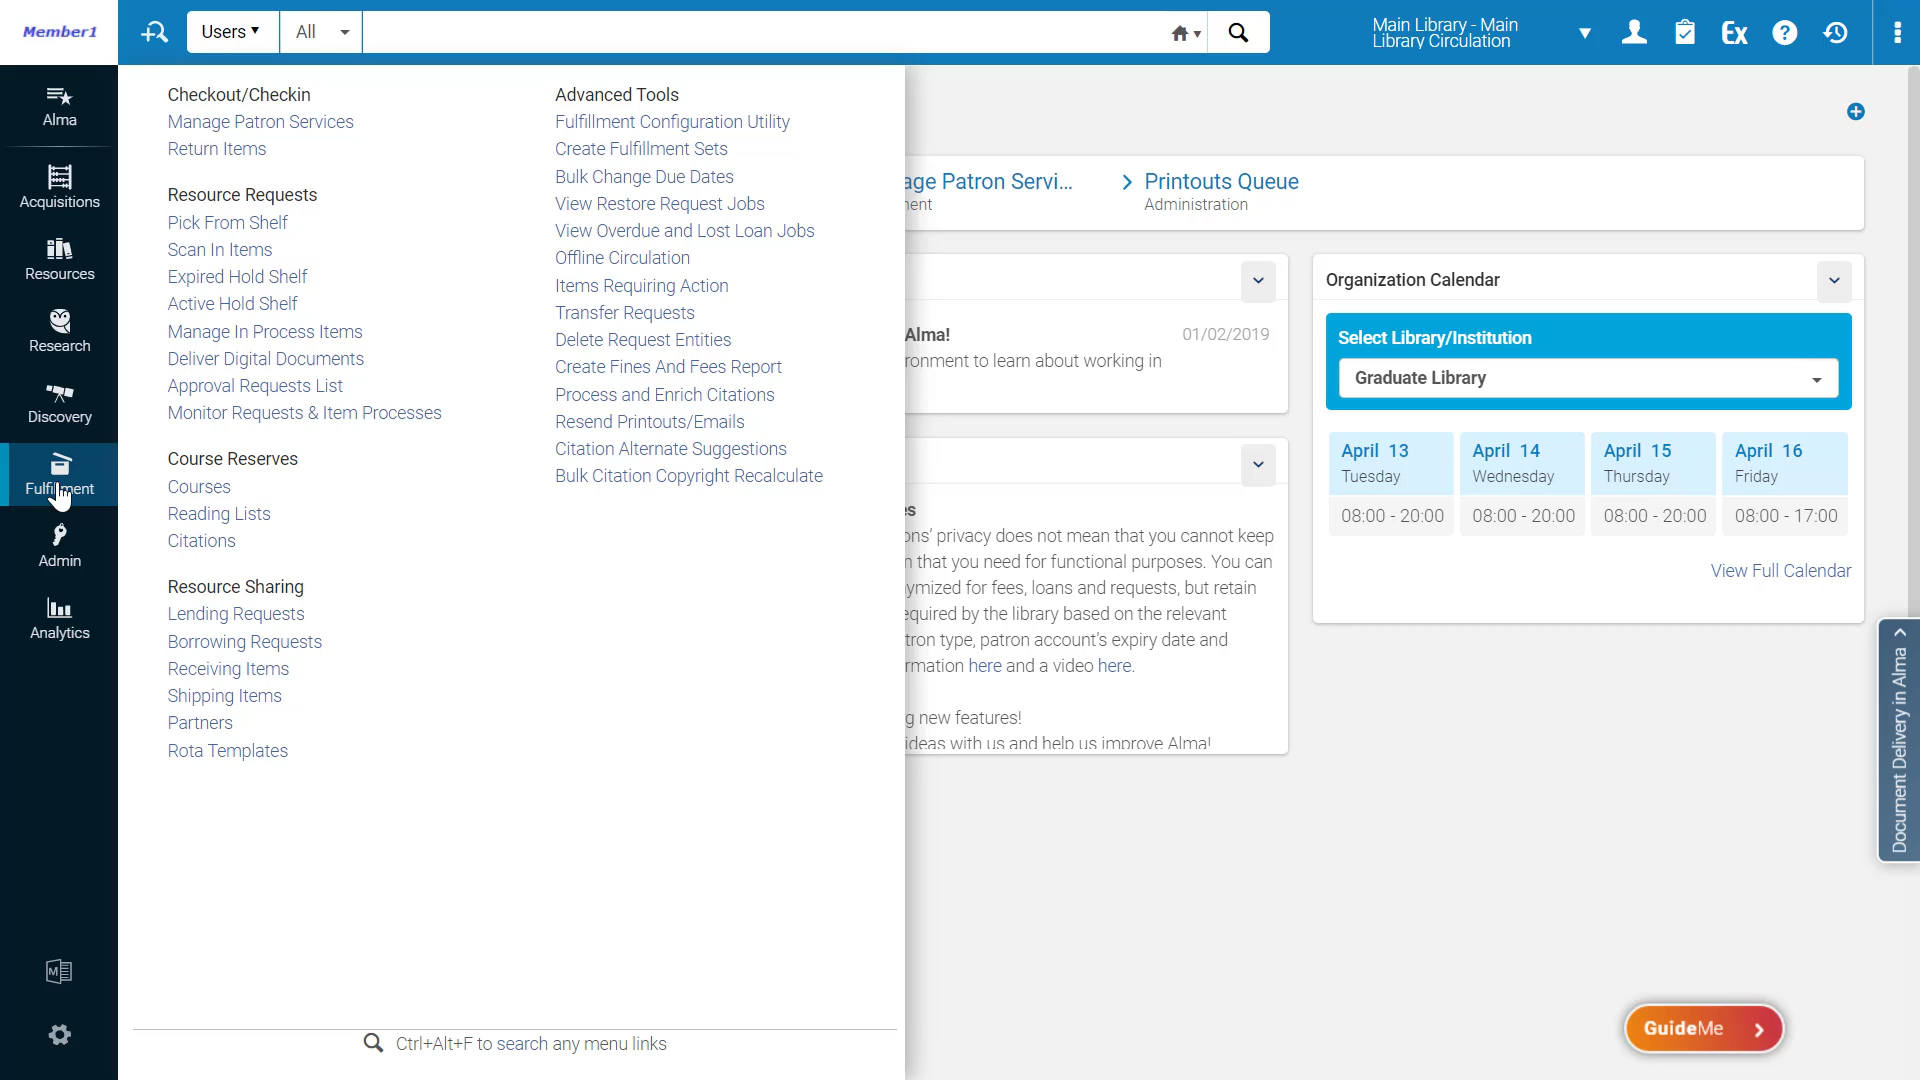 Member1
Users
All
Main Library - Main
Library Circulation
Ex
?
Alma
Acquisitions
Resources
Research
Discovery
Fulfillment
Admin
Analytics
Checkout/Checkin
Manage Patron Services
Return Items
Resource Requests
Pick From Shelf
Scan In Items
Expired Hold Shelf
Active Hold Shelf
Manage In Process Items
Deliver Digital Documents
Approval Requests List
Monitor Requests & Item Processes
Course Reserves
Courses
Reading Lists
Citations
Resource Sharing
Lending Requests
Borrowing Requests
Receiving Items
Shipping Items
Partners
Rota Templates
Advanced Tools
Fulfillment Configuration Utility
Create Fulfillment Sets
Bulk Change Due Dates
View Restore Request Jobs
View Overdue and Lost Loan Jobs
Offline Circulation
Items Requiring Action
Transfer Requests
Delete Request Entities
Create Fines And Fees Report
Process and Enrich Citations
Resend Printouts/Emails
Citation Alternate Suggestions
Bulk Citation Copyright Recalculate
Ctrl+Alt+F to search any menu links
age Patron Servi...
ment
Printouts Queue
Administration
Alma!
01/02/2019
ronment to learn about working in
es
ons' privacy does not mean that you cannot keep
n that you need for functional purposes. You can
ymized for fees, loans and requests, but retain
equired by the library based on the relevant
tron type, patron account's expiry date and
rmation here and a video here.
g new features!
ideas with us and help us improve Alma!
Organization Calendar
Select Library/Institution
Graduate Library
April 13
Tuesday
08:00 - 20:00
April 14
Wednesday
08:00 - 20:00
April 15
Thursday
08:00 - 20:00
April 16
Friday
08:00 - 17:00
View Full Calendar
Document Delivery in Alma
GuideMe